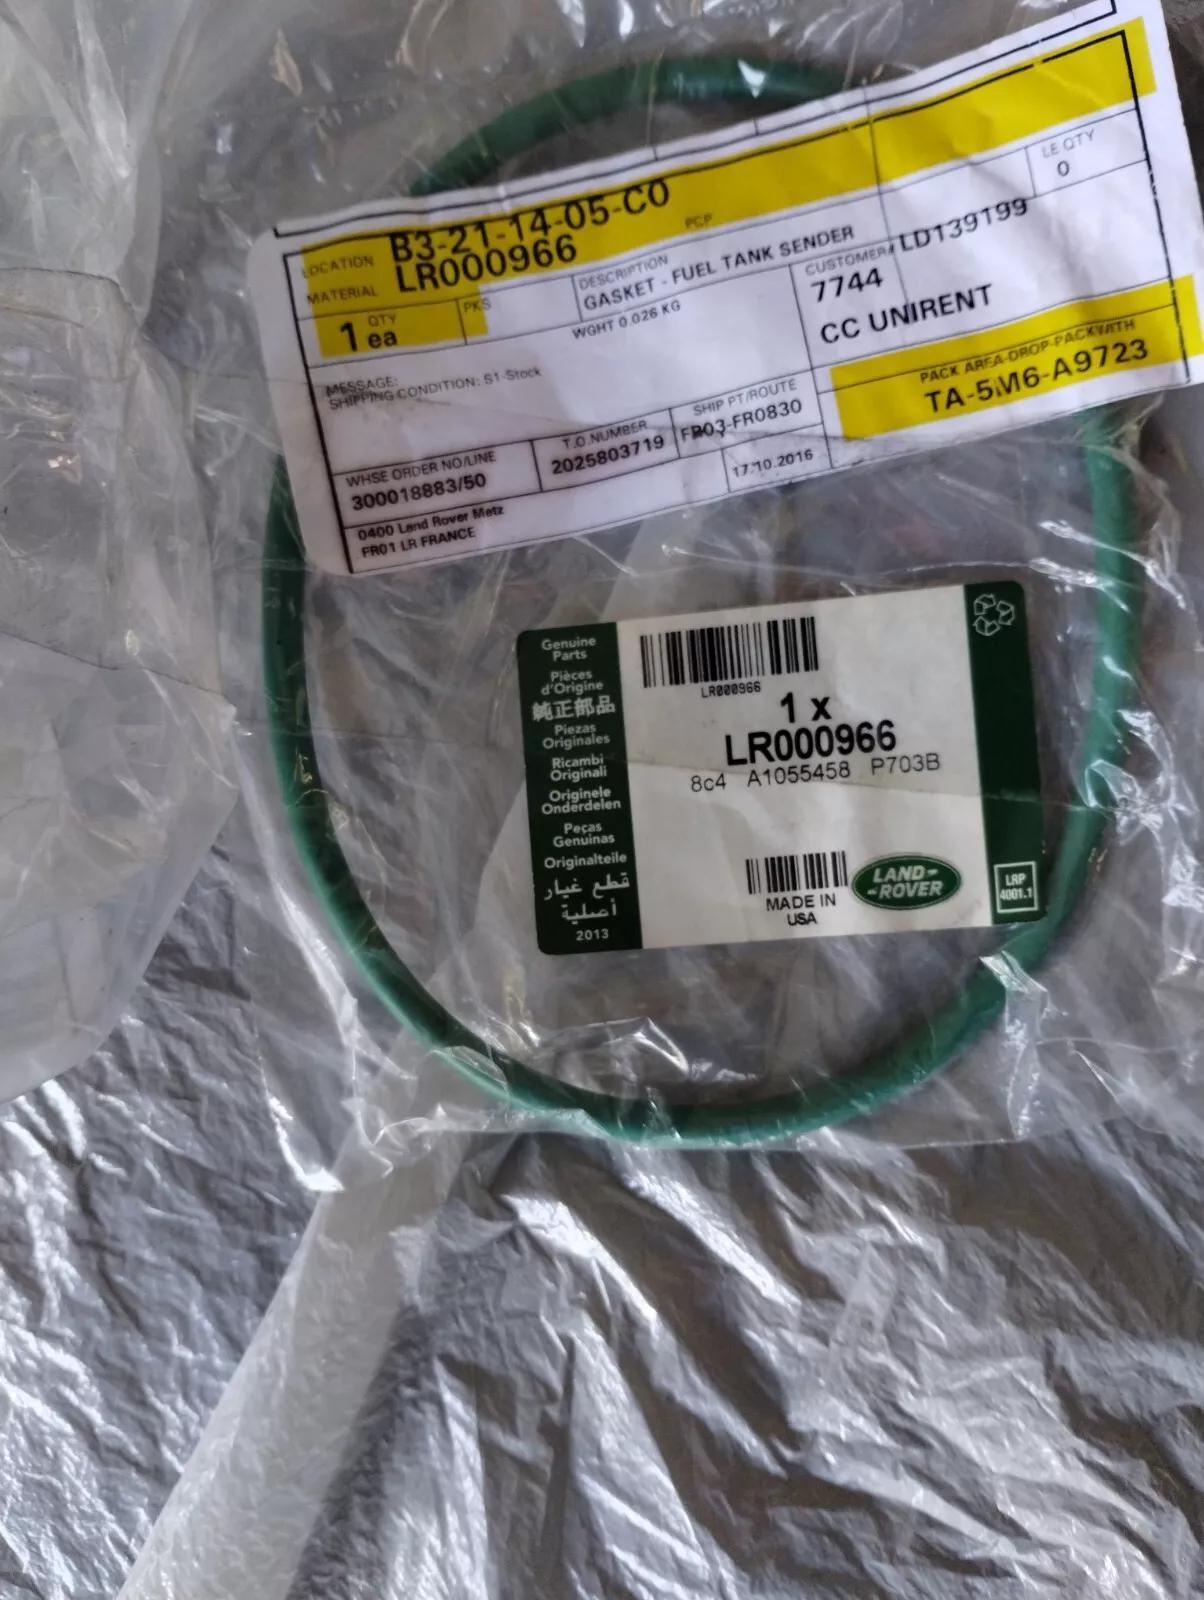 LOCATION B3-21-14-05-C0
MATERIAL LR000966 PCP
LE QTY
0
1 QTY ea
PKS
DESCRIPTION
GASKET - FUEL TANK SENDER
WGHT 0.026 KG
CUSTOMER# LD139199
7744
CC UNIRENT
MESSAGE:
SHIPPING CONDITION: S1-Stock
PACK AREA-DROP-PACKWITH
TA-5M6-A9723
WHSE ORDER NO/LINE
300018883/50
T.O.NUMBER
2025803719
SHIP PT/ROUTE
FR03-FR0830
17.10.2016
0400 Land Rover Metz
FR01 LR FRANCE
Genuine
Parts
Pièces
d'Origine
純正部品
Piezas
Originales
Ricambi
Originali
Originele
Onderdelen
Peças
Genuinas
Originalteile
قطع غيار
أصلية
2013
LR000966
1 x
LR000966
8c4 A1055458 P703B
MADE IN
USA
LAND-
-ROVER
LRP
4001.1